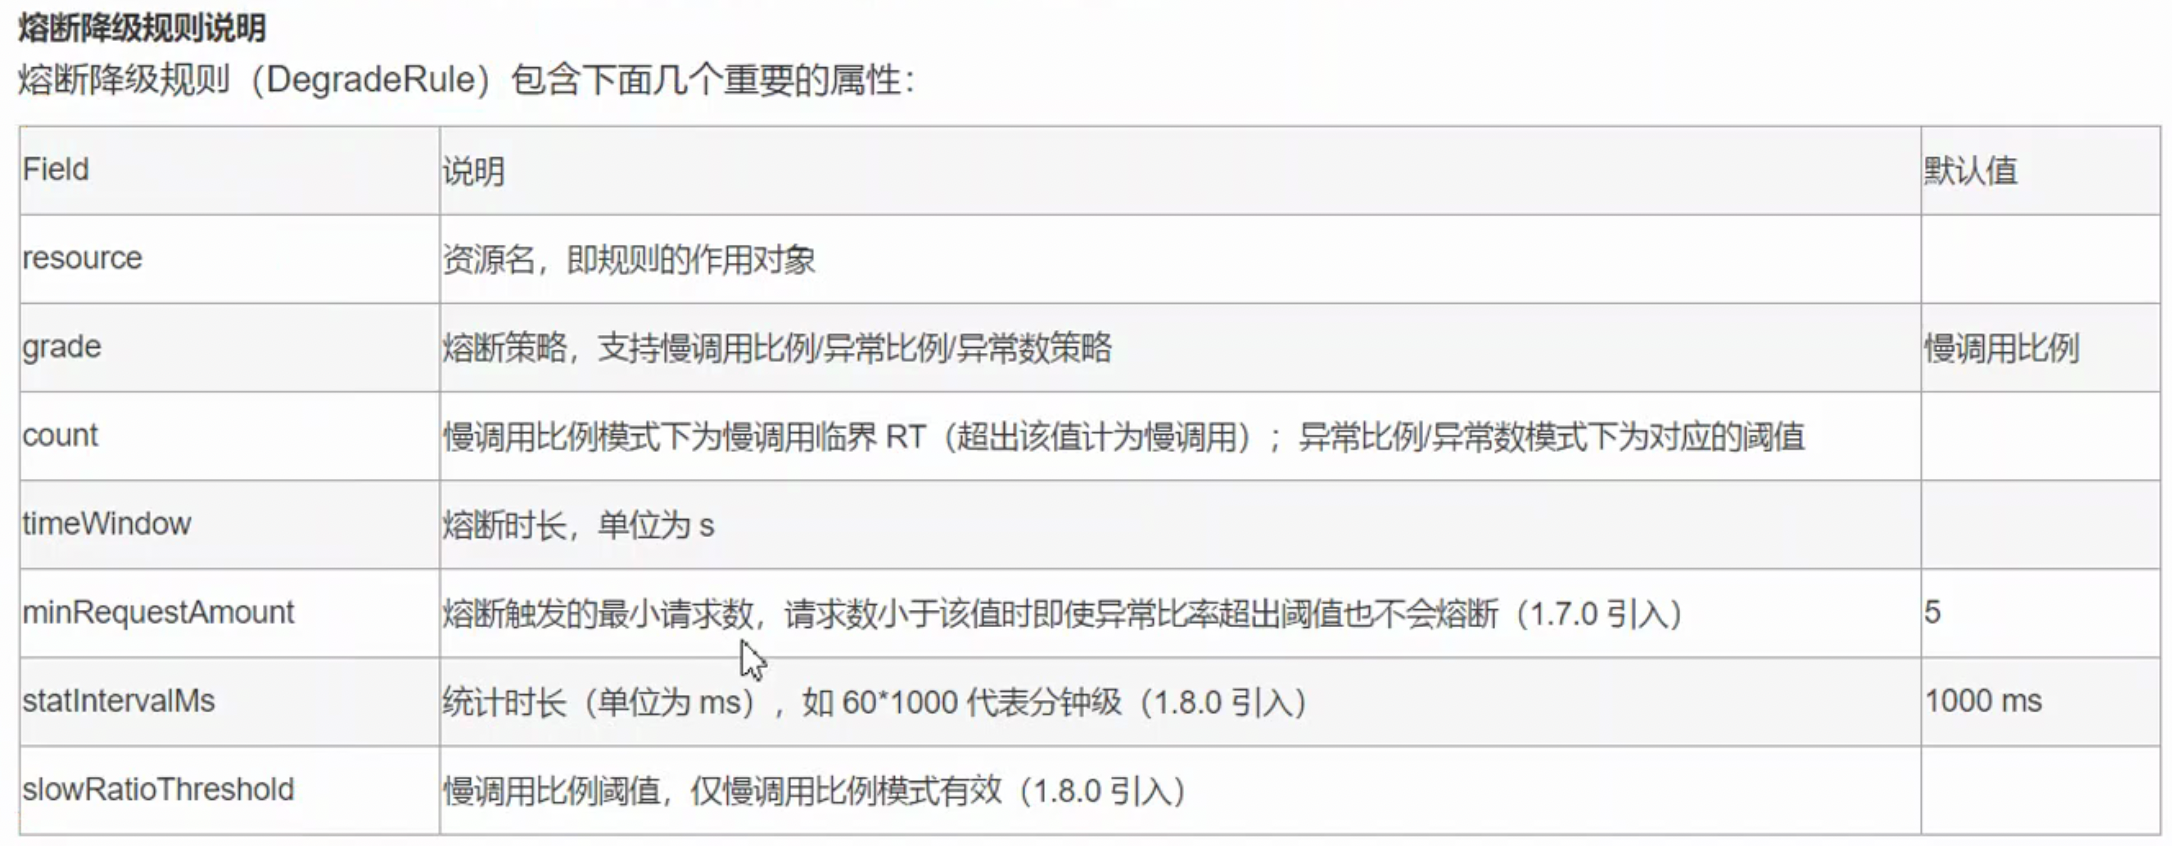 熔断降级规则说明
熔断降级规则（DegradeRule）包含下面几个重要的属性：
Field 说明 默认值
resource 资源名，即规则的作用对象
grade 熔断策略，支持慢调用比例/异常比例/异常数策略 慢调用比例
count 慢调用比例模式下为慢调用临界 RT（超出该值计为慢调用）；异常比例/异常数模式下为对应的阈值
timeWindow 熔断时长，单位为 s
minRequestAmount 熔断触发的最小请求数，请求数小于该值时即使异常比率超出阈值也不会熔断（1.7.0 引入） 5
statIntervalMs 统计时长（单位为 ms），如 60*1000 代表分钟级（1.8.0 引入） 1000 ms
slowRatioThreshold 慢调用比例阈值，仅慢调用比例模式有效（1.8.0 引入）